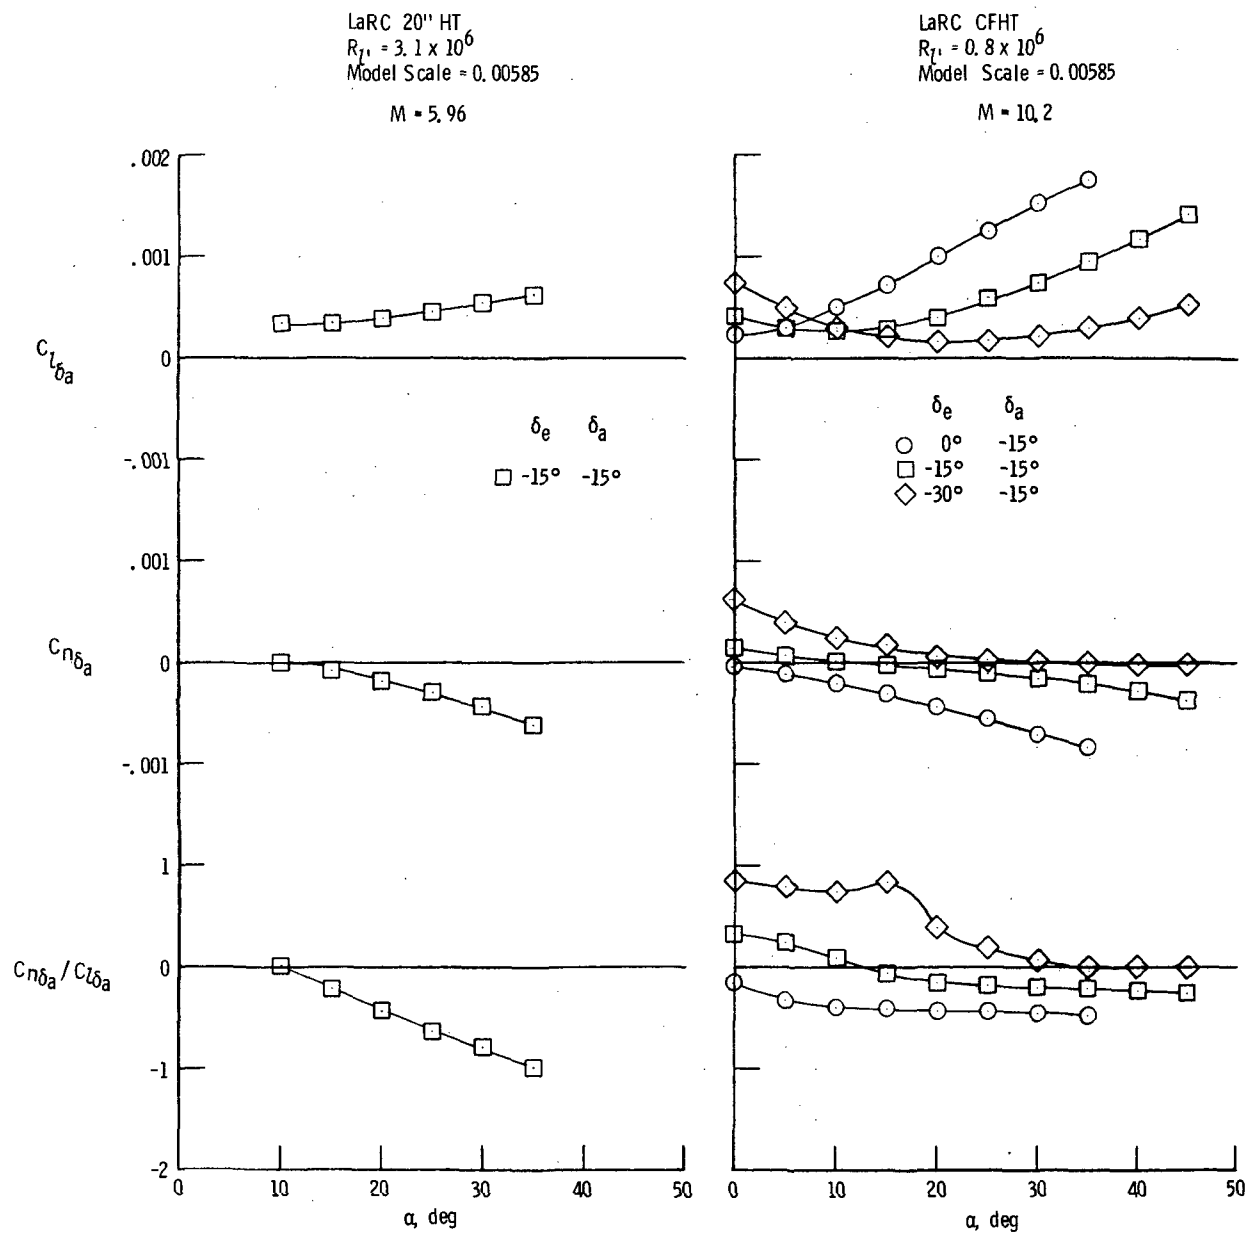 LaRC 20" HT
R_l' = 3.1 x 10^6
Model Scale = 0.00585
M = 5.96
LaRC CFHT
R_l' = 0.8 x 10^6
Model Scale = 0.00585
M = 10.2
.002
.001
0
-.001
C_lδa
δe δa
-15° -15°
δe δa
0° -15°
-15° -15°
-30° -15°
.001
0
-.001
C_nδa
1
0
-1
-2
C_nδa / C_lδa
0 10 20 30 40 50
α, deg
0 10 20 30 40 50
α, deg